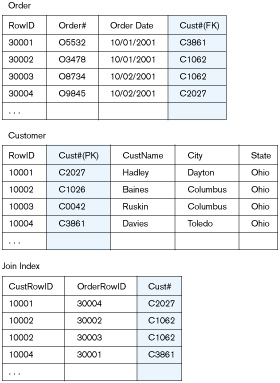 Order
RowID Order# Order Date Cust#(FK)
30001 O5532 10/01/2001 C3861
30002 O3478 10/01/2001 C1062
30003 O8734 10/02/2001 C1062
30004 O9845 10/02/2001 C2027
. . .
Customer
RowID Cust#(PK) CustName City State
10001 C2027 Hadley Dayton Ohio
10002 C1026 Baines Columbus Ohio
10003 C0042 Ruskin Columbus Ohio
10004 C3861 Davies Toledo Ohio
. . .
Join Index
CustRowID OrderRowID Cust#
10001 30004 C2027
10002 30002 C1062
10002 30003 C1062
10004 30001 C3861
. . .